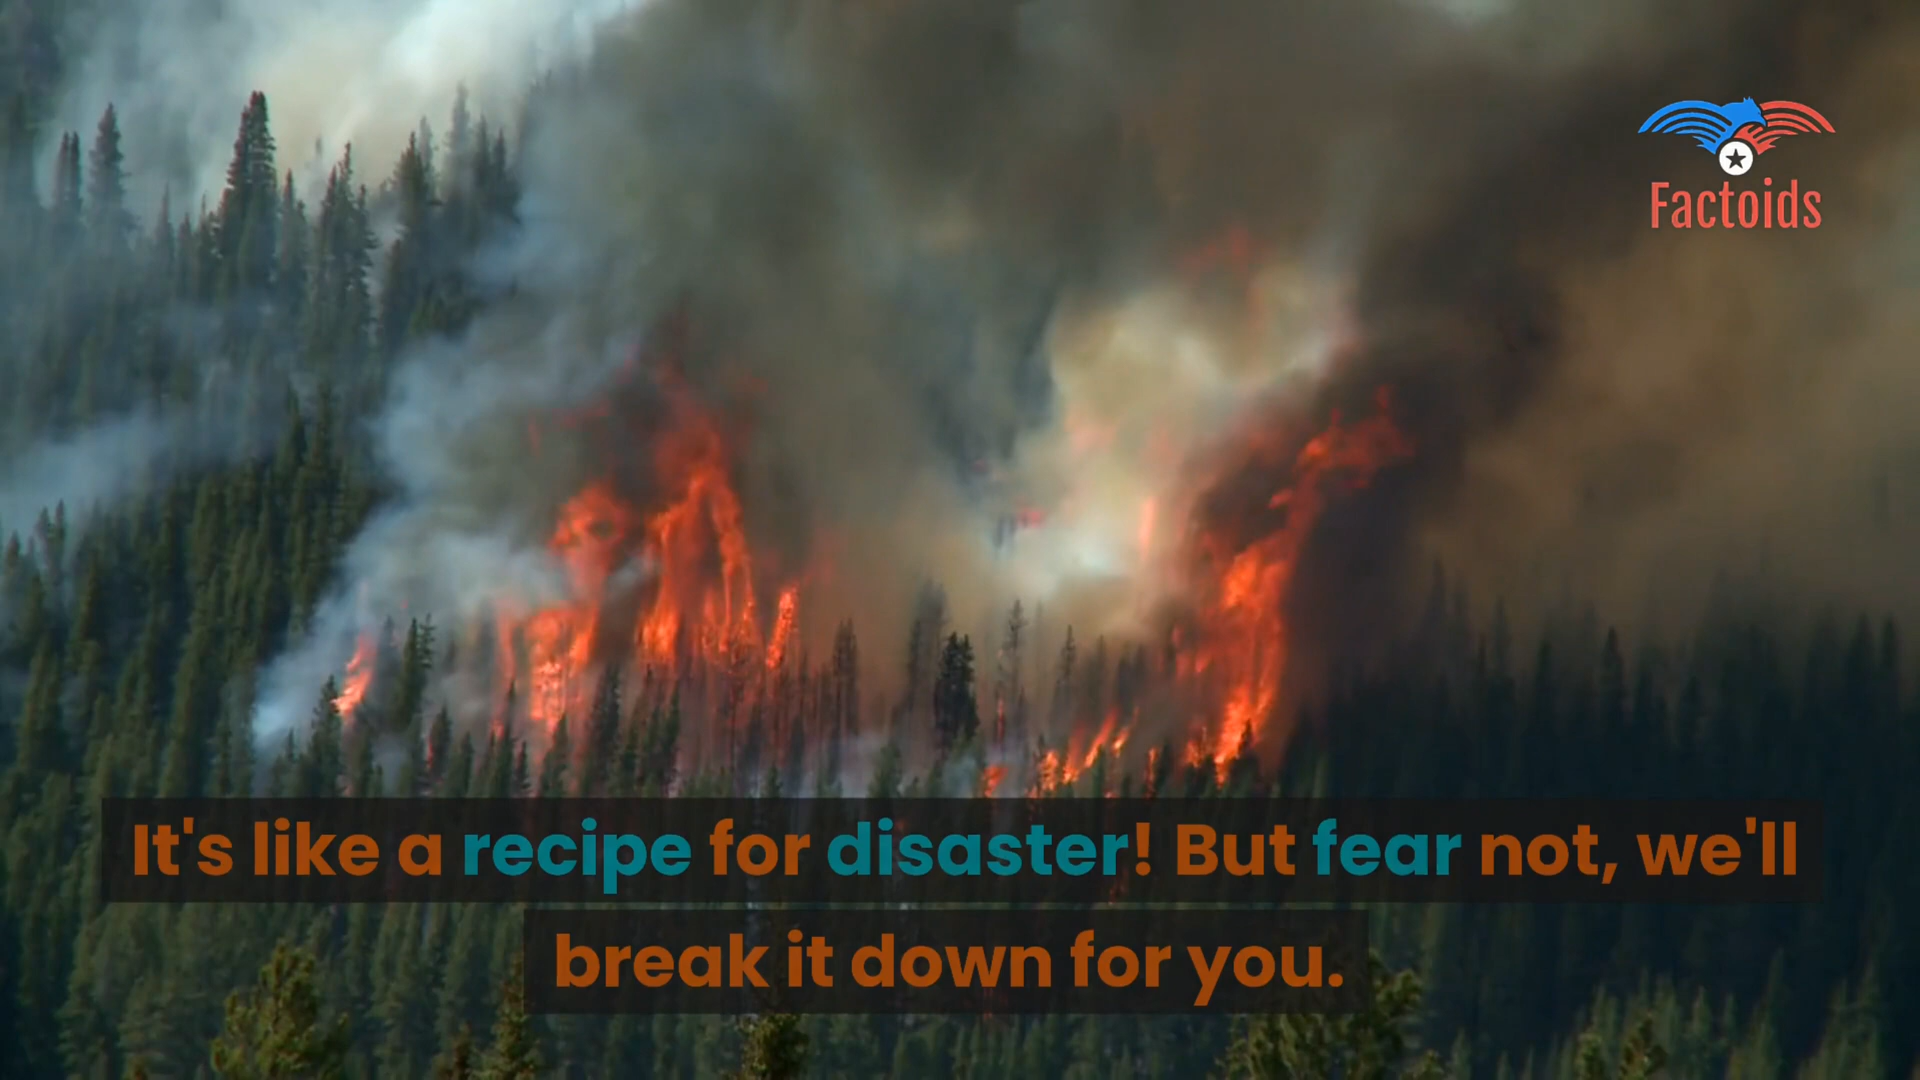 Factoids
It's like a recipe for disaster! But fear not, we'll
break it down for you.